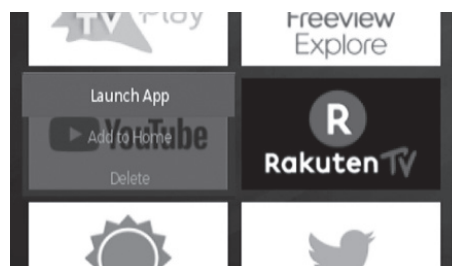 TV Play
Freeview
Explore
Launch App
Add to Home
YouTube
Delete
R
Rakuten TV